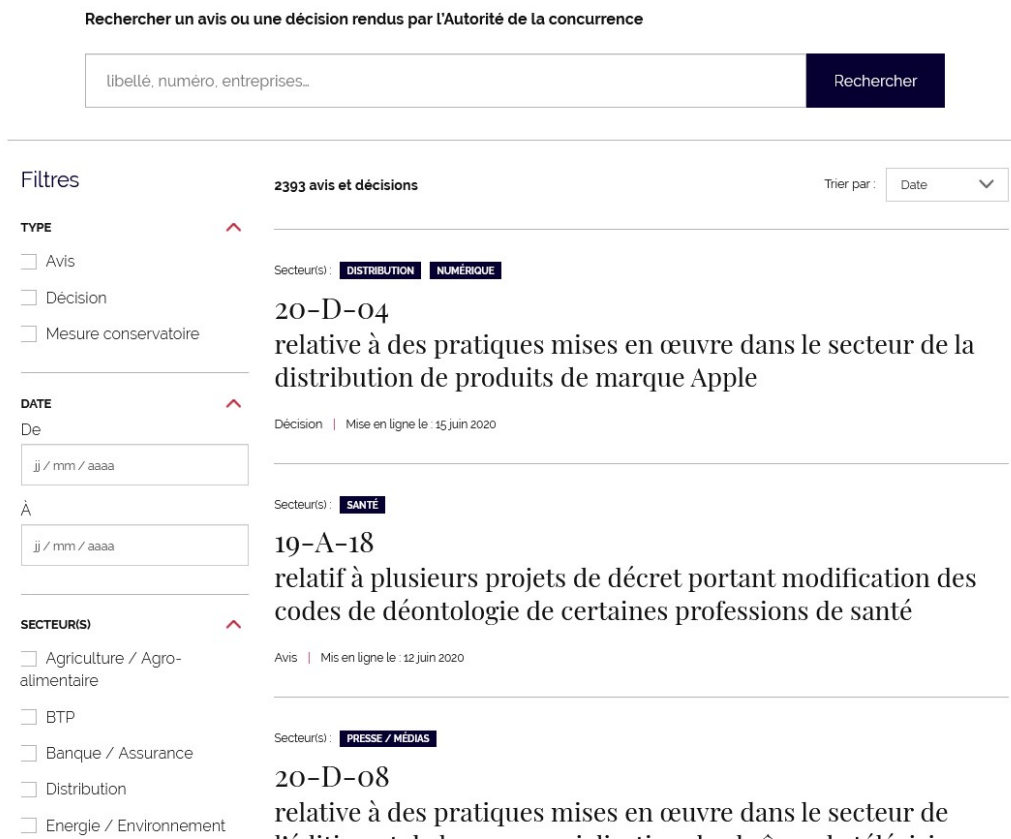 Rechercher un avis ou une décision rendus par l'Autorité de la concurrence
libellé, numéro, entreprises…
Rechercher
Filtres
TYPE
Avis
Décision
Mesure conservatoire
DATE
De
jj / mm / aaaa
À
jj / mm / aaaa
SECTEUR(S)
Agriculture / Agro-
alimentaire
BTP
Banque / Assurance
Distribution
Energie / Environnement
2393 avis et décisions
Trier par :
Date
Secteur(s) : DISTRIBUTION NUMÉRIQUE
20-D-04
relative à des pratiques mises en œuvre dans le secteur de la
distribution de produits de marque Apple
Décision | Mise en ligne le : 15 juin 2020
Secteur(s) : SANTÉ
19-A-18
relatif à plusieurs projets de décret portant modification des
codes de déontologie de certaines professions de santé
Avis | Mis en ligne le : 12 juin 2020
Secteur(s) : PRESSE / MÉDIAS
20-D-08
relative à des pratiques mises en œuvre dans le secteur de